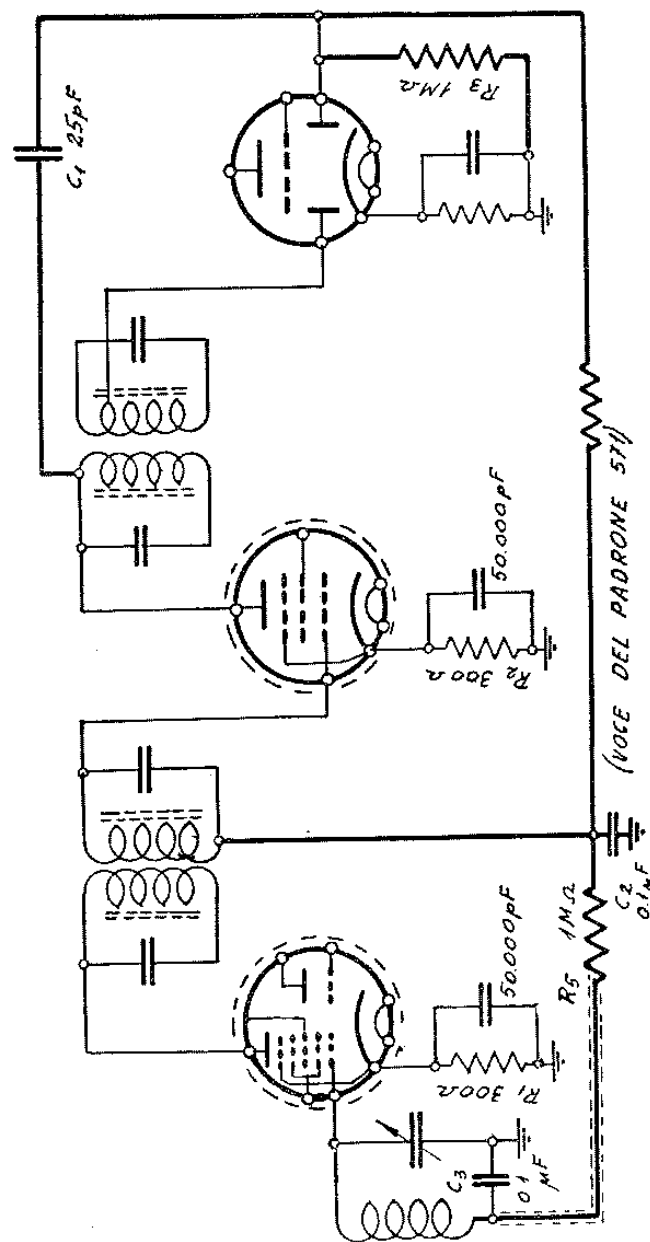 C1 25pF
R3
1MΩ
R2 300Ω
50.000pF
(VOCE DEL PADRONE 571)
R1 300Ω
50.000pF
C3
0.1
μF
R5 1MΩ
C2
0.1μF